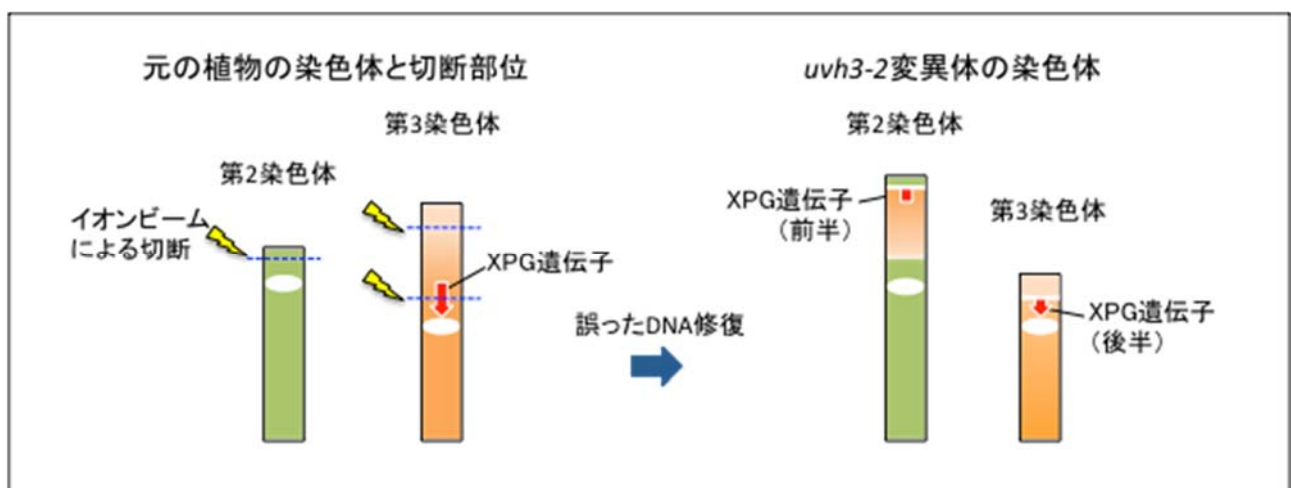 元の植物の染色体と切断部位
第3染色体
第2染色体
イオンビーム
による切断
XPG遺伝子
誤ったDNA修復
uvh3-2変異体の染色体
第2染色体
XPG遺伝子
（前半）
第3染色体
XPG遺伝子
（後半）